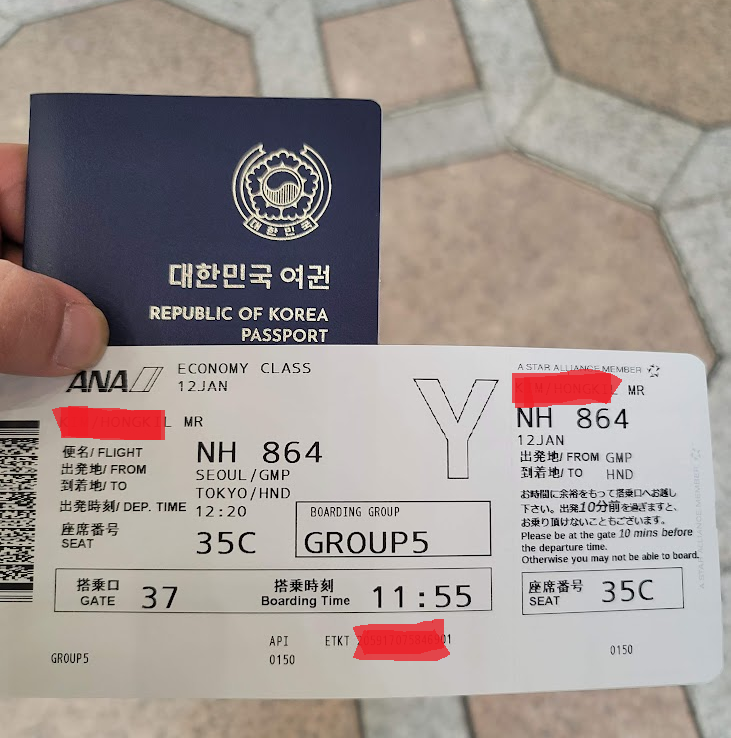 대한민국
대한민국 여권
REPUBLIC OF KOREA
PASSPORT
ANA
ECONOMY CLASS
12JAN
MR
便名/ FLIGHT NH 864
出発地/ FROM SEOUL/GMP
到着地/ TO TOKYO/HND
出発時刻/ DEP. TIME 12:20
座席番号
SEAT 35C
BOARDING GROUP
GROUP5
Y
搭乗口
GATE 37
搭乗時刻
Boarding Time 11:55
API
0150
ETKT
GROUP5
A STAR ALLIANCE MEMBER
MR
NH 864
12JAN
出発地/ FROM GMP
到着地/ TO HND
お時間に余裕をもって搭乗口へお越し
下さい。出発10分前を過ぎますと、
お乗り頂けないこともございます。
Please be at the gate 10 mins before
the departure time.
Otherwise you may not be able to board.
座席番号
SEAT 35C
0150
A STAR ALLIANCE MEMBER